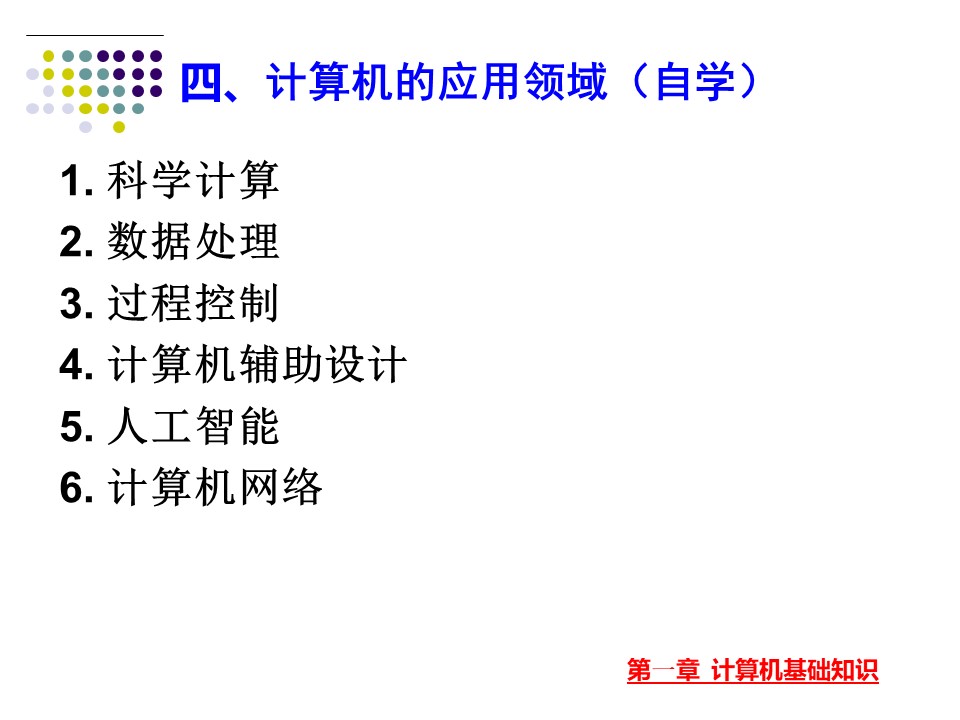 四、计算机的应用领域（自学）
1. 科学计算
2. 数据处理
3. 过程控制
4. 计算机辅助设计
5. 人工智能
6. 计算机网络
第一章 计算机基础知识